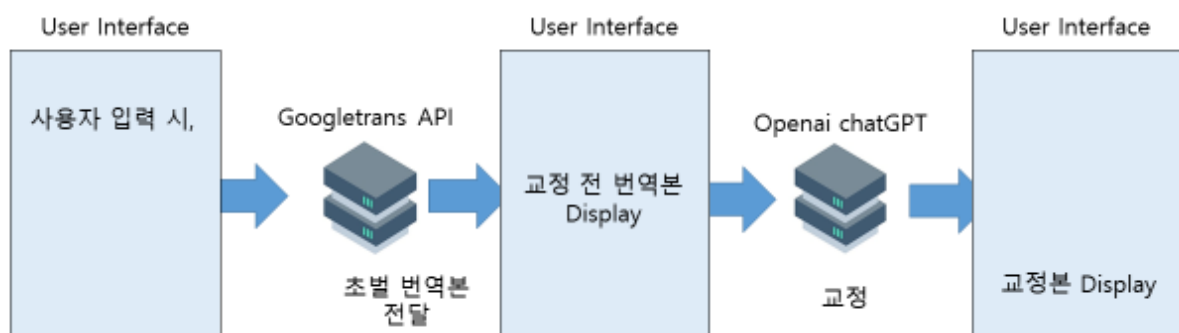 User Interface
사용자 입력 시,
Googletrans API
초벌 번역본
전달
User Interface
교정 전 번역본
Display
Openai chatGPT
교정
User Interface
교정본 Display